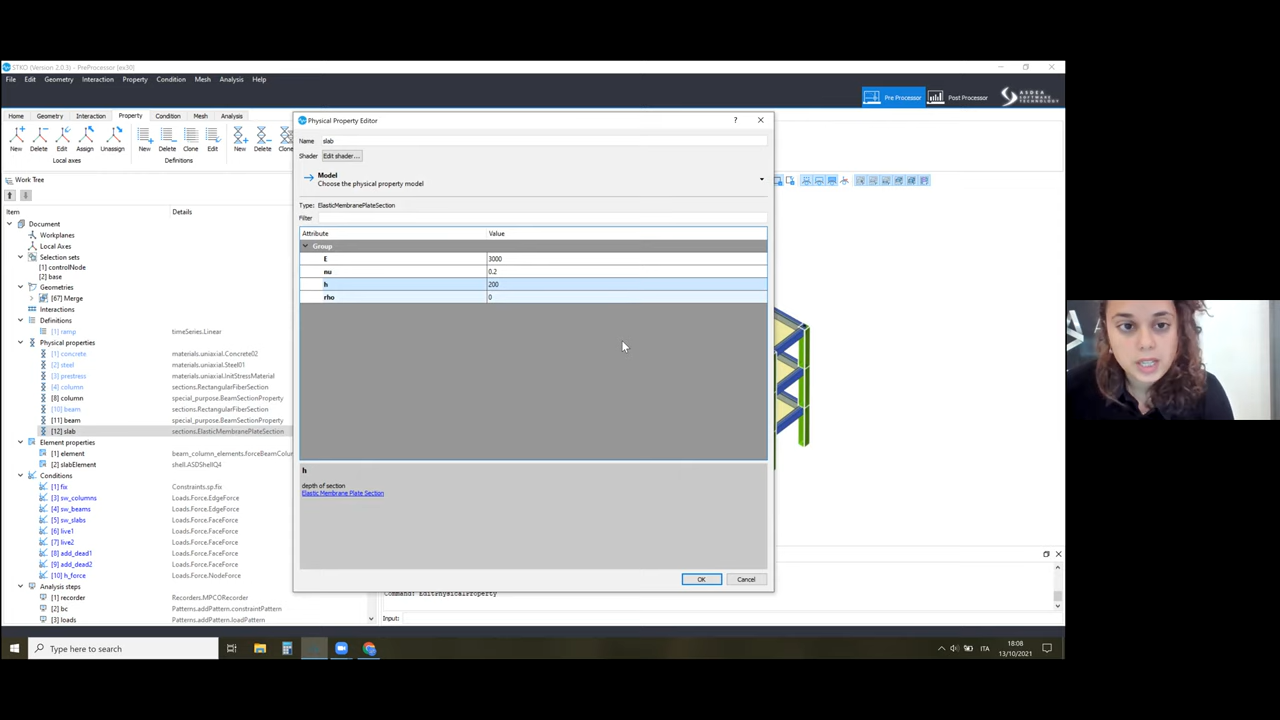 STKO (Version 2.0.3) - PreProcessor [ex30]
File Edit Geometry Interaction Property Condition Mesh Analysis Help
Pre Processor Post Processor ASDEA SOFTWARE TECHNOLOGY
Home Geometry Interaction Property Condition Mesh Analysis
New Delete Edit Assign Unassign New Delete Clone Edit New Delete Clone
Local axes Definitions
Work Tree
Item Details
Document
Workplanes
Local Axes
Selection sets
[1] controlNode
[2] base
Geometries
[67] Merge
Interactions
Definitions
[1] ramp timeSeries.Linear
Physical properties
[1] concrete materials.uniaxial.Concrete02
[2] steel materials.uniaxial.Steel01
[3] prestress materials.uniaxial.InitStressMaterial
[4] column sections.RectangularFiberSection
[8] column special_purpose.BeamSectionProperty
[10] beam sections.RectangularFiberSection
[11] beam special_purpose.BeamSectionProperty
[12] slab sections.ElasticMembranePlateSection
Element properties
[1] element beam_column_elements.forceBeamColu
[2] slabElement shell.ASDShellQ4
Conditions
[1] fix Constraints.sp.fix
[3] sw_columns Loads.Force.EdgeForce
[4] sw_beams Loads.Force.EdgeForce
[5] sw_slabs Loads.Force.FaceForce
[6] live1 Loads.Force.FaceForce
[7] live2 Loads.Force.FaceForce
[8] add_dead1 Loads.Force.FaceForce
[9] add_dead2 Loads.Force.FaceForce
[10] h_force Loads.Force.NodeForce
Analysis steps
[1] recorder Recorders.MPCORecorder
[2] bc Patterns.addPattern.constraintPattern
[3] loads Patterns.addPattern.loadPattern
Physical Property Editor
?
Name slab
Shader Edit shader...
Model
Choose the physical property model
Type: ElasticMembranePlateSection
Filter
Attribute Value
Group
E 3000
nu 0.2
h 200
rho 0
h
depth of section
Elastic Membrane Plate Section
OK Cancel
Command: EditPhysicalProperty
Input:
Type here to search
ITA
18:08
13/10/2021